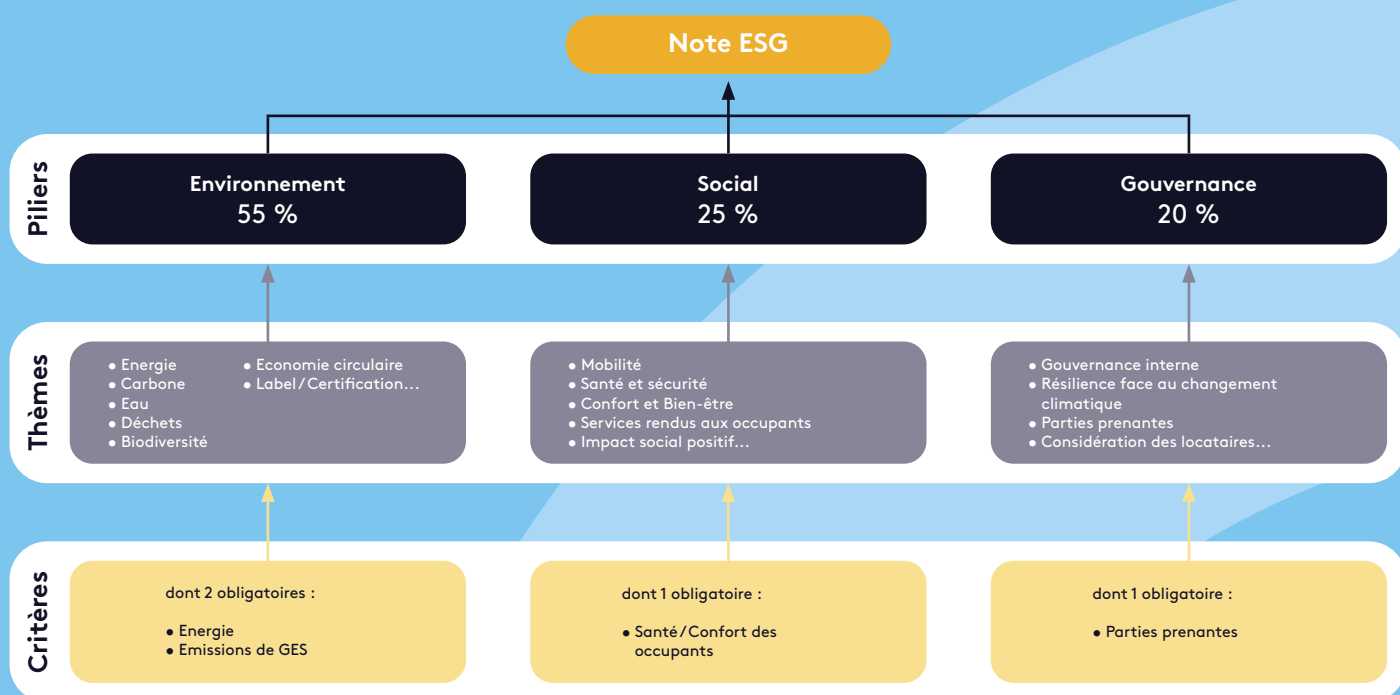 Note ESG
Piliers
Environnement
55 %
Social
25 %
Gouvernance
20 %
Thèmes
● Energie
● Carbone
● Eau
● Déchets
● Biodiversité
● Economie circulaire
● Label / Certification...
● Mobilité
● Santé et sécurité
● Confort et Bien-être
● Services rendus aux occupants
● Impact social positif...
● Gouvernance interne
● Résilience face au changement
climatique
● Parties prenantes
● Considération des locataires...
Critères
dont 2 obligatoires :
● Energie
● Emissions de GES
dont 1 obligatoire :
● Santé / Confort des
occupants
dont 1 obligatoire :
● Parties prenantes